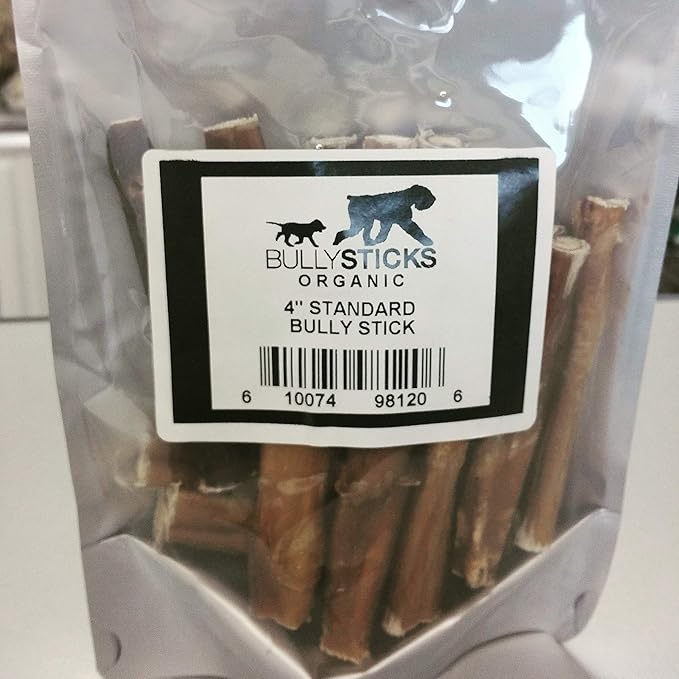 BULLYSTICKS
ORGANIC
4" STANDARD
BULLY STICK
6 10074 98120 6